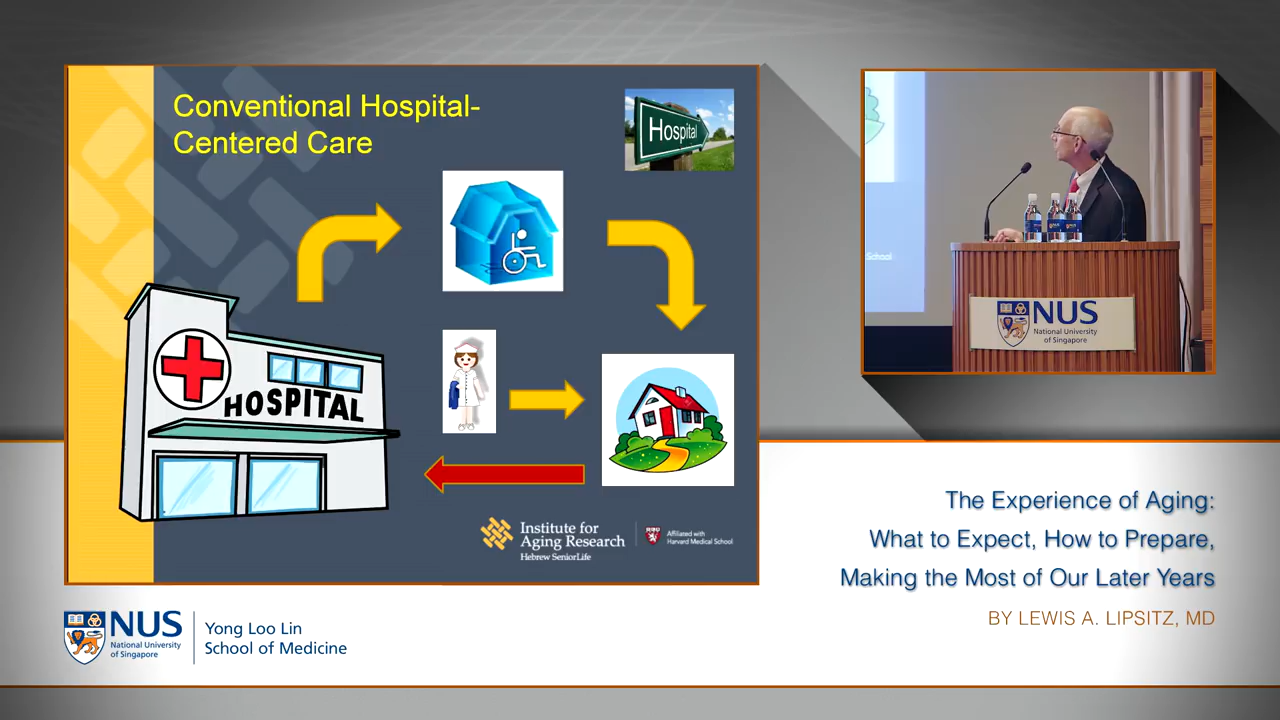 Conventional Hospital-
Centered Care
Hospital
HOSPITAL
Institute for
Aging Research
Hebrew SeniorLife
Affiliated with
Harvard Medical School
School
NUS
National University
of Singapore
The Experience of Aging:
What to Expect, How to Prepare,
Making the Most of Our Later Years
BY LEWIS A. LIPSITZ, MD
NUS
National University
of Singapore
Yong Loo Lin
School of Medicine